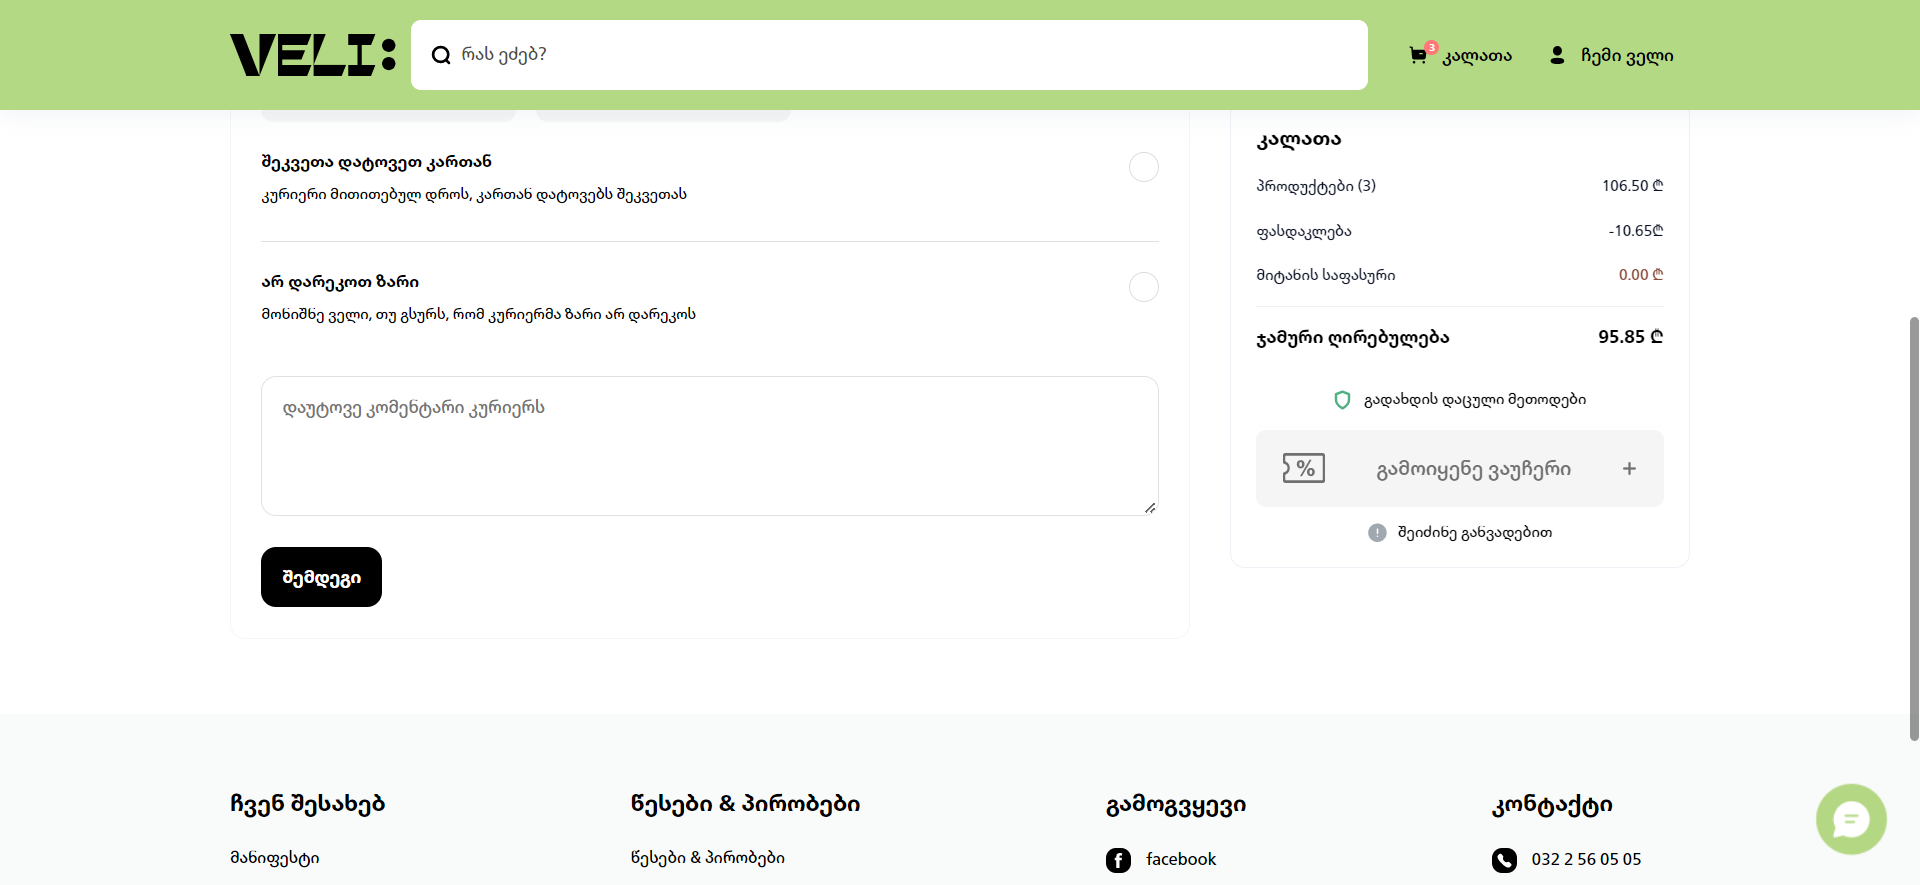 VELI:
რას ეძებ?
3
კალათა
ჩემი ველი
შეკვეთა დატოვეთ კართან
კურიერი მითითებულ დროს, კართან დატოვებს შეკვეთას
არ დარეკოთ ზარი
მონიშნე ველი, თუ გსურს, რომ კურიერმა ზარი არ დარეკოს
დაუტოვე კომენტარი კურიერს
შემდეგი
კალათა
პროდუქტები (3) 106.50 ₾
ფასდაკლება -10.65₾
მიტანის საფასური 0.00 ₾
ჯამური ღირებულება 95.85 ₾
გადახდის დაცული მეთოდები
% გამოიყენე ვაუჩერი +
! შეიძინე განვადებით
ჩვენ შესახებ
მანიფესტი
წესები & პირობები
წესები & პირობები
გამოგვყევი
facebook
კონტაქტი
032 2 56 05 05